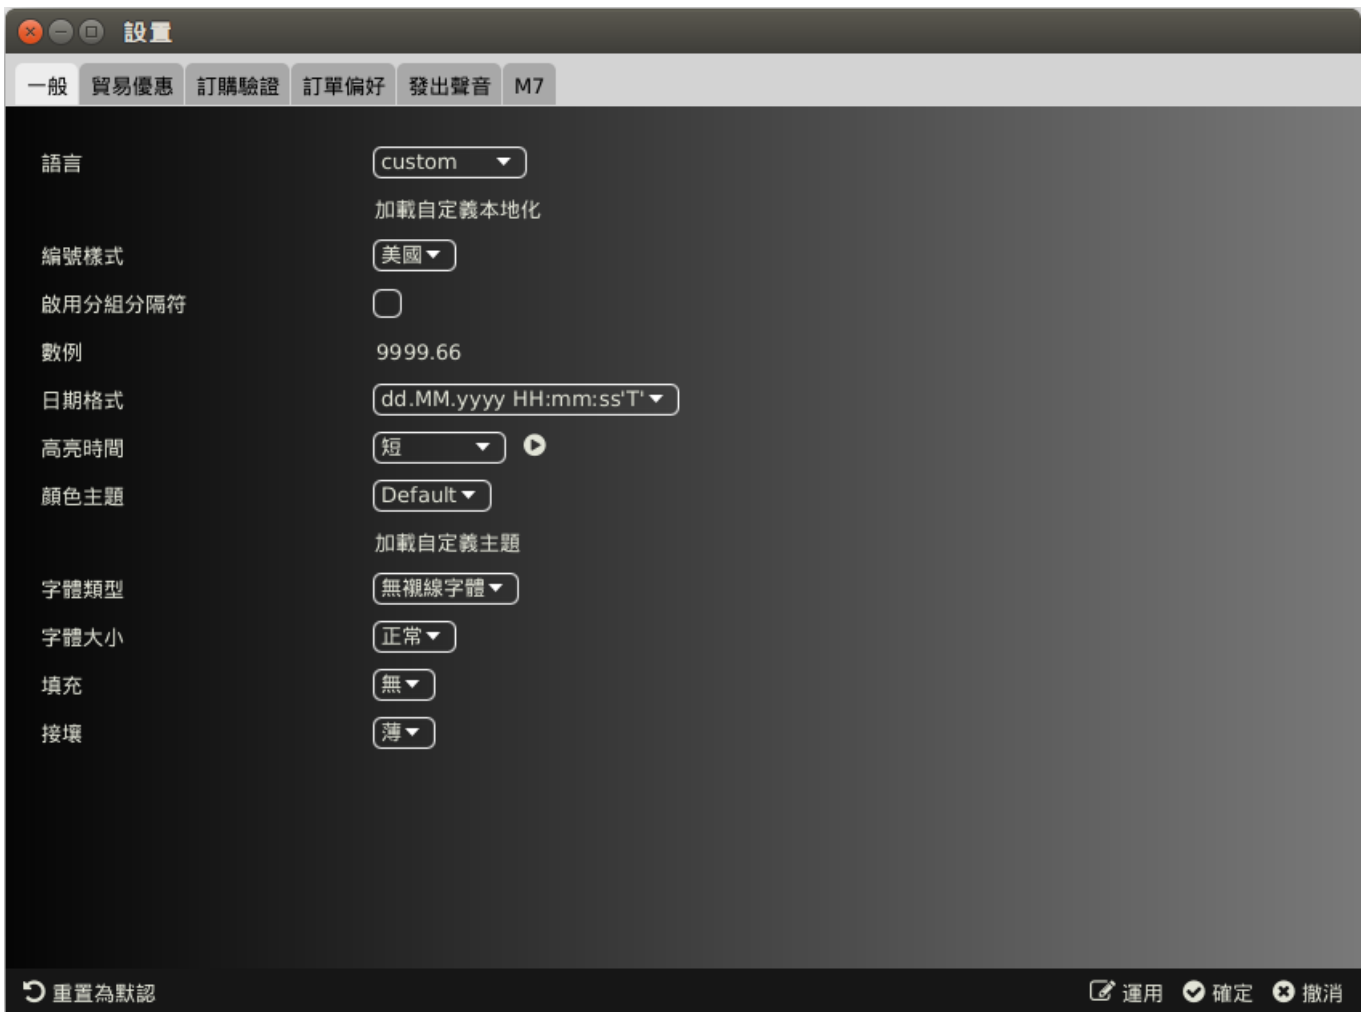 設置
一般 貿易優惠 訂購驗證 訂單偏好 發出聲音 M7
語言 custom
加載自定義本地化
編號樣式 美國
啟用分組分隔符
數例 9999.66
日期格式 dd.MM.yyyy HH:mm:ss'T'
高亮時間 短
顏色主題 Default
加載自定義主題
字體類型 無襯線字體
字體大小 正常
填充 無
接壤 薄
重置為默認 運用 確定 撤消